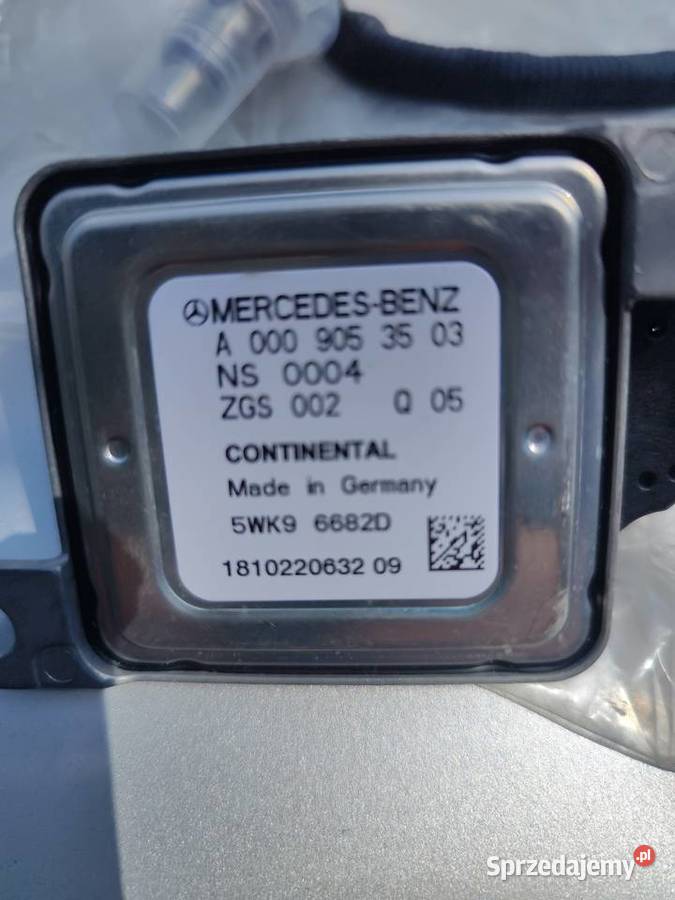 MERCEDES-BENZ
A 000 905 35 03
NS 0004
ZGS 002 Q 05
CONTINENTAL
Made in Germany
5WK9 6682D
1810220632 09
Sprzedajemy.pl